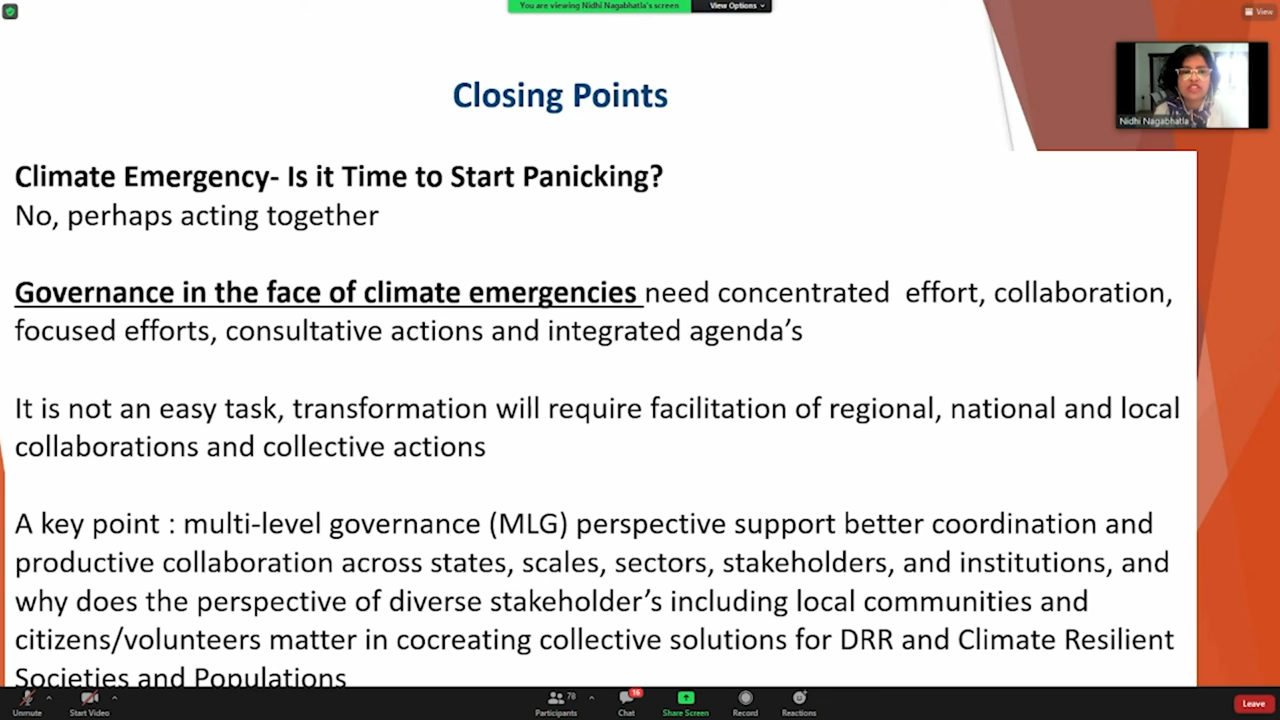 You are viewing Nidhi Nagabhatla's screen
View Options
View
Closing Points
Nidhi Nagabhatla
Climate Emergency- Is it Time to Start Panicking?
No, perhaps acting together
Governance in the face of climate emergencies need concentrated effort, collaboration,
focused efforts, consultative actions and integrated agenda's
It is not an easy task, transformation will require facilitation of regional, national and local
collaborations and collective actions
A key point : multi-level governance (MLG) perspective support better coordination and
productive collaboration across states, scales, sectors, stakeholders, and institutions, and
why does the perspective of diverse stakeholder's including local communities and
citizens/volunteers matter in cocreating collective solutions for DRR and Climate Resilient
Societies and Populations
Unmute
Start Video
78
Participants
16
Chat
Share Screen
Record
Reactions
Leave